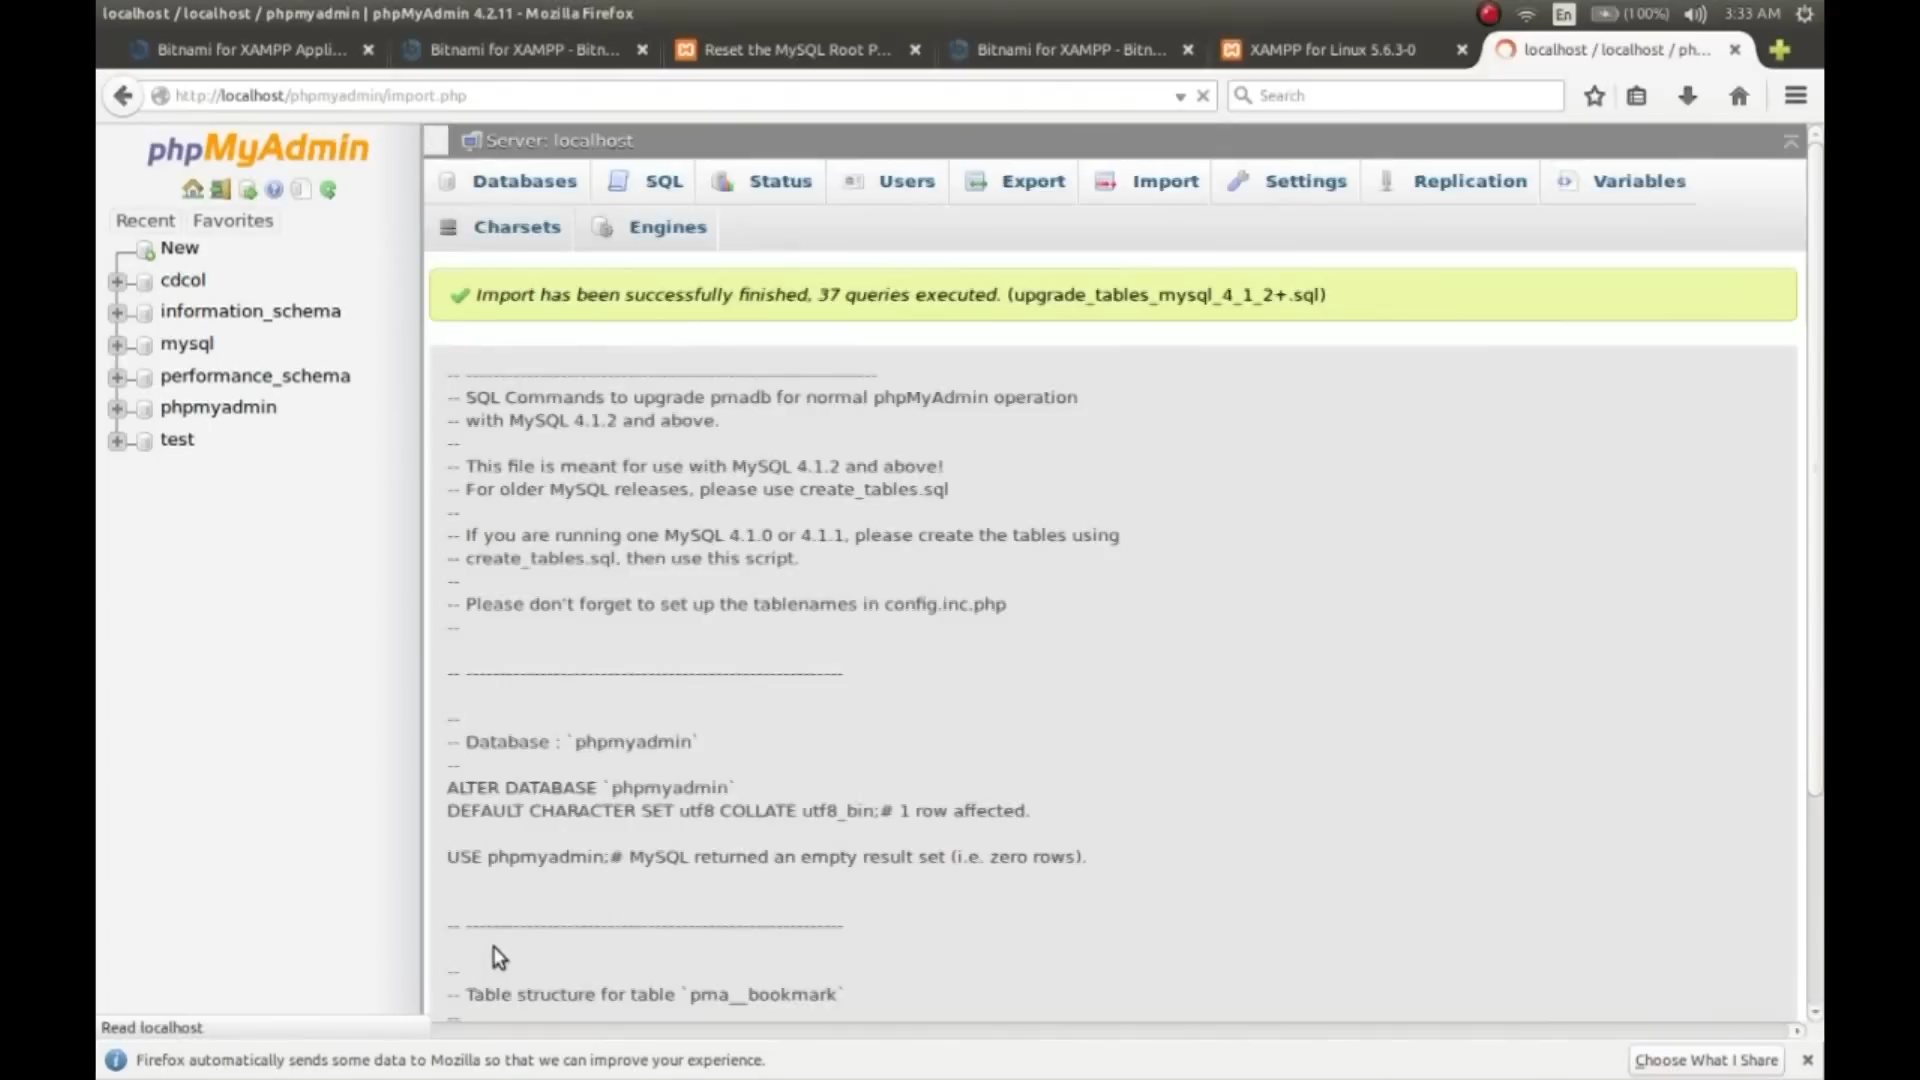 localhost / localhost / phpmyadmin | phpMyAdmin 4.2.11 - Mozilla Firefox
En (100%) 3:33 AM
Bitnami for XAMPP Appli... Bitnami for XAMPP - Bitn... Reset the MySQL Root P... Bitnami for XAMPP - Bitn... XAMPP for Linux 5.6.3-0 localhost / localhost / ph...
http://localhost/phpmyadmin/import.php Search
phpMyAdmin
Recent Favorites
New
cdcol
information_schema
mysql
performance_schema
phpmyadmin
test
Server: localhost
Databases SQL Status Users Export Import Settings Replication Variables
Charsets Engines
Import has been successfully finished, 37 queries executed. (upgrade_tables_mysql_4_1_2+.sql)
-- --------------------------------------------------------
-- SQL Commands to upgrade pmadb for normal phpMyAdmin operation
-- with MySQL 4.1.2 and above.
--
-- This file is meant for use with MySQL 4.1.2 and above!
-- For older MySQL releases, please use create_tables.sql
--
-- If you are running one MySQL 4.1.0 or 4.1.1, please create the tables using
-- create_tables.sql, then use this script.
--
-- Please don't forget to set up the tablenames in config.inc.php
--
-- --------------------------------------------------------
--
-- Database : `phpmyadmin`
--
ALTER DATABASE `phpmyadmin`
DEFAULT CHARACTER SET utf8 COLLATE utf8_bin;# 1 row affected.
USE phpmyadmin;# MySQL returned an empty result set (i.e. zero rows).
-- --------------------------------------------------------
--
-- Table structure for table `pma__bookmark`
--
Read localhost
Firefox automatically sends some data to Mozilla so that we can improve your experience. Choose What I Share